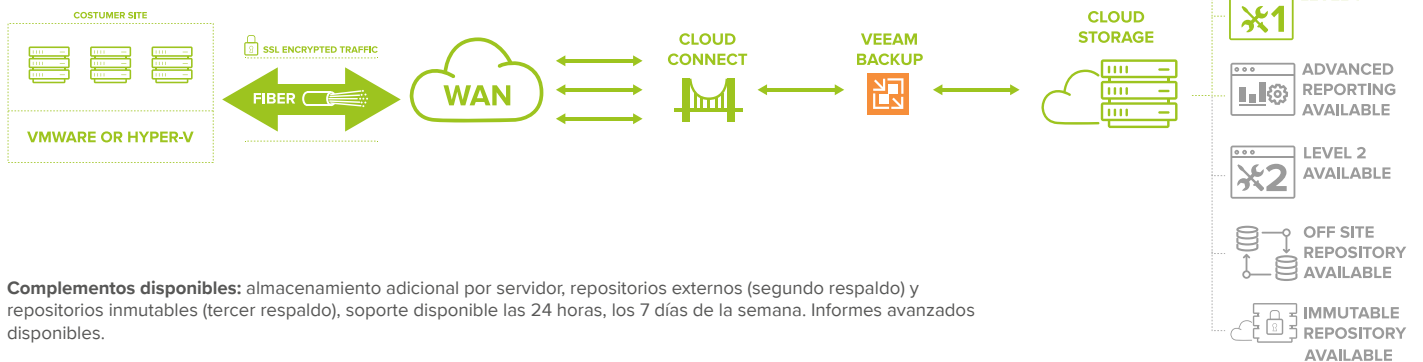 COSTUMER SITE
VMWARE OR HYPER-V
SSL ENCRYPTED TRAFFIC
FIBER
WAN
CLOUD
CONNECT
VEEAM
BACKUP
CLOUD
STORAGE
1
ADVANCED
REPORTING
AVAILABLE
2
LEVEL 2
AVAILABLE
OFF SITE
REPOSITORY
AVAILABLE
IMMUTABLE
REPOSITORY
AVAILABLE
Complementos disponibles: almacenamiento adicional por servidor, repositorios externos (segundo respaldo) y
repositorios inmutables (tercer respaldo), soporte disponible las 24 horas, los 7 días de la semana. Informes avanzados
disponibles.